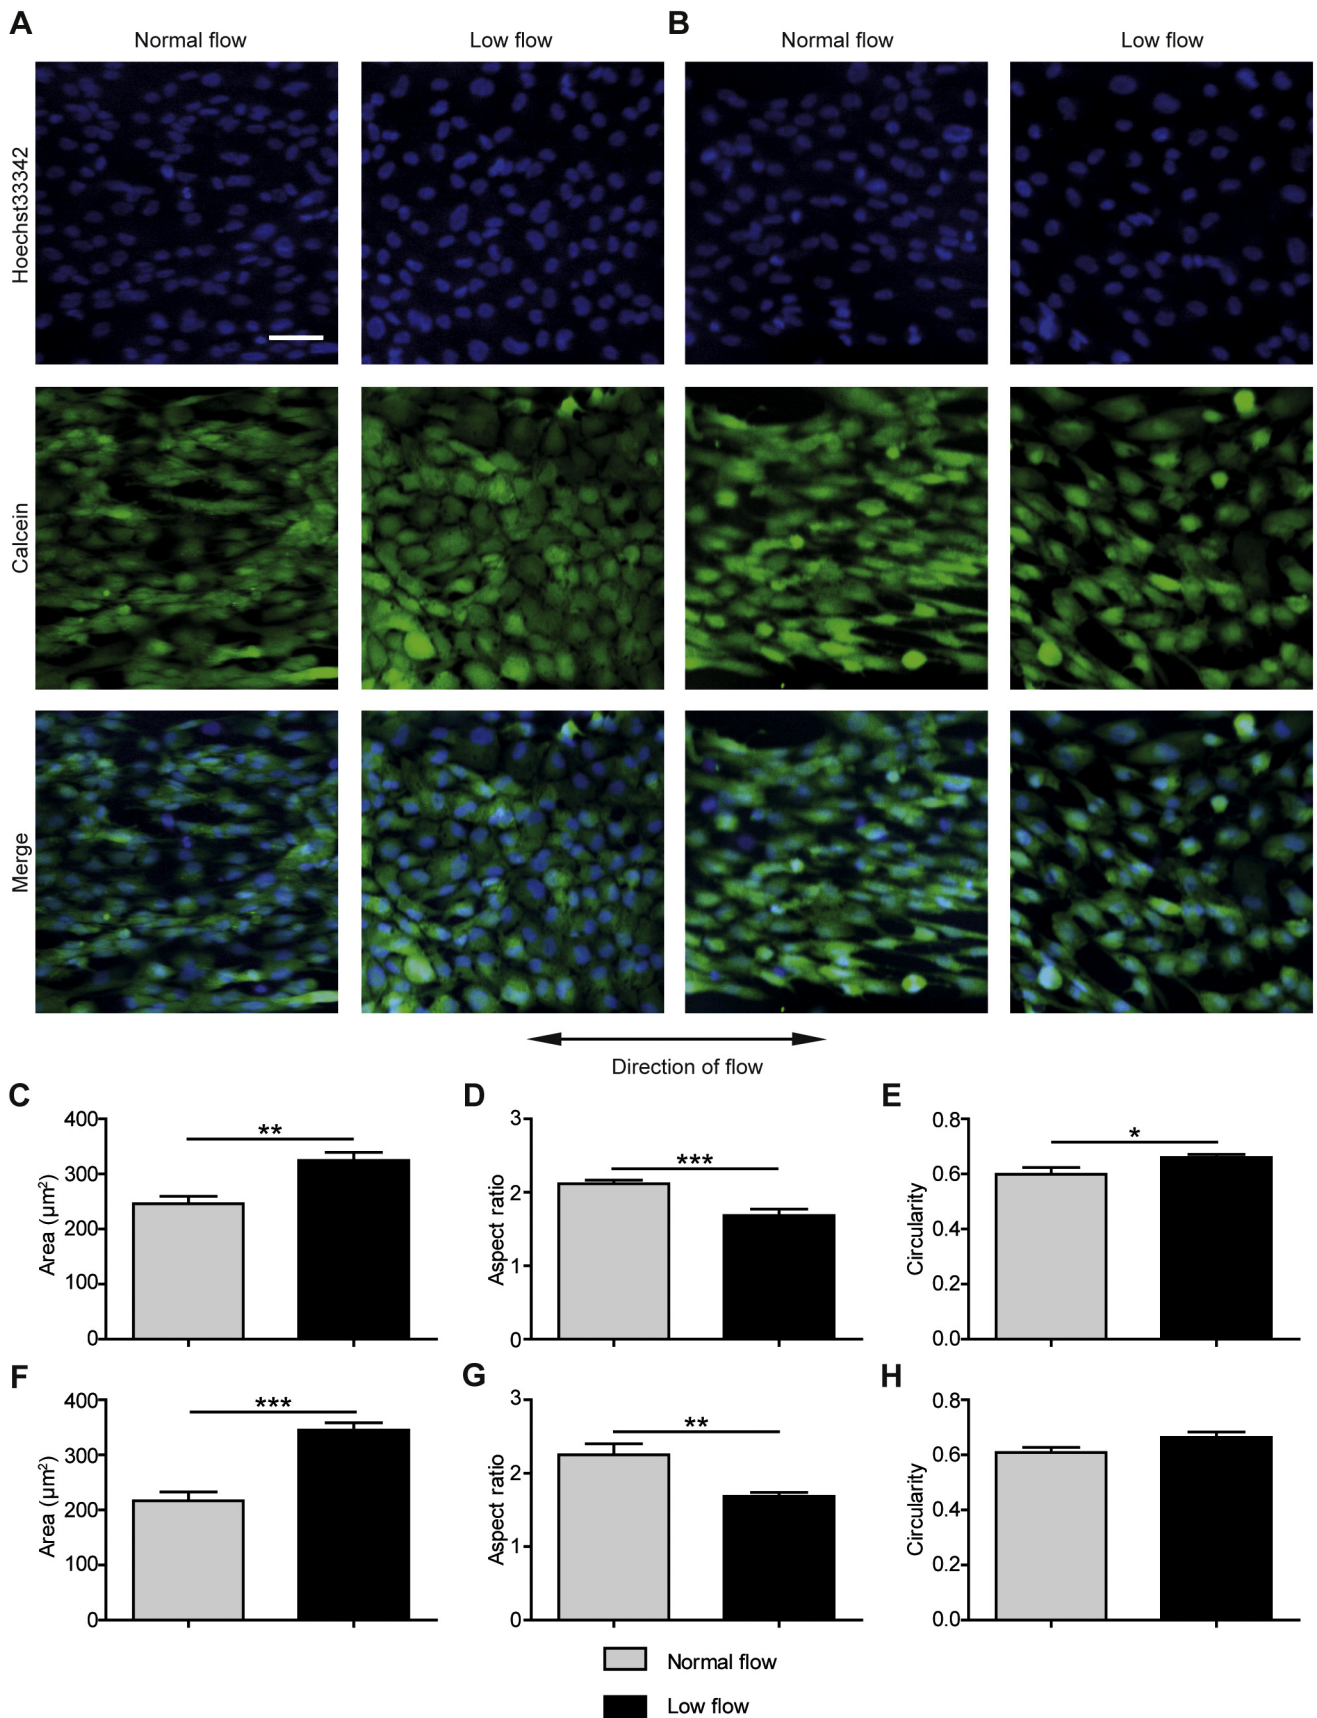 A
B
Normal flow
Low flow
Normal flow
Low flow
Hoechst33342
Calcein
Merge
Direction of flow
C
400
300
200
100
0
Area (µm²)
**
D
3
2
1
0
Aspect ratio
***
E
0.8
0.6
0.4
0.2
0.0
Circularity
*
F
400
300
200
100
0
Area (µm²)
***
G
3
2
1
0
Aspect ratio
**
H
0.8
0.6
0.4
0.2
0.0
Circularity
Normal flow
Low flow